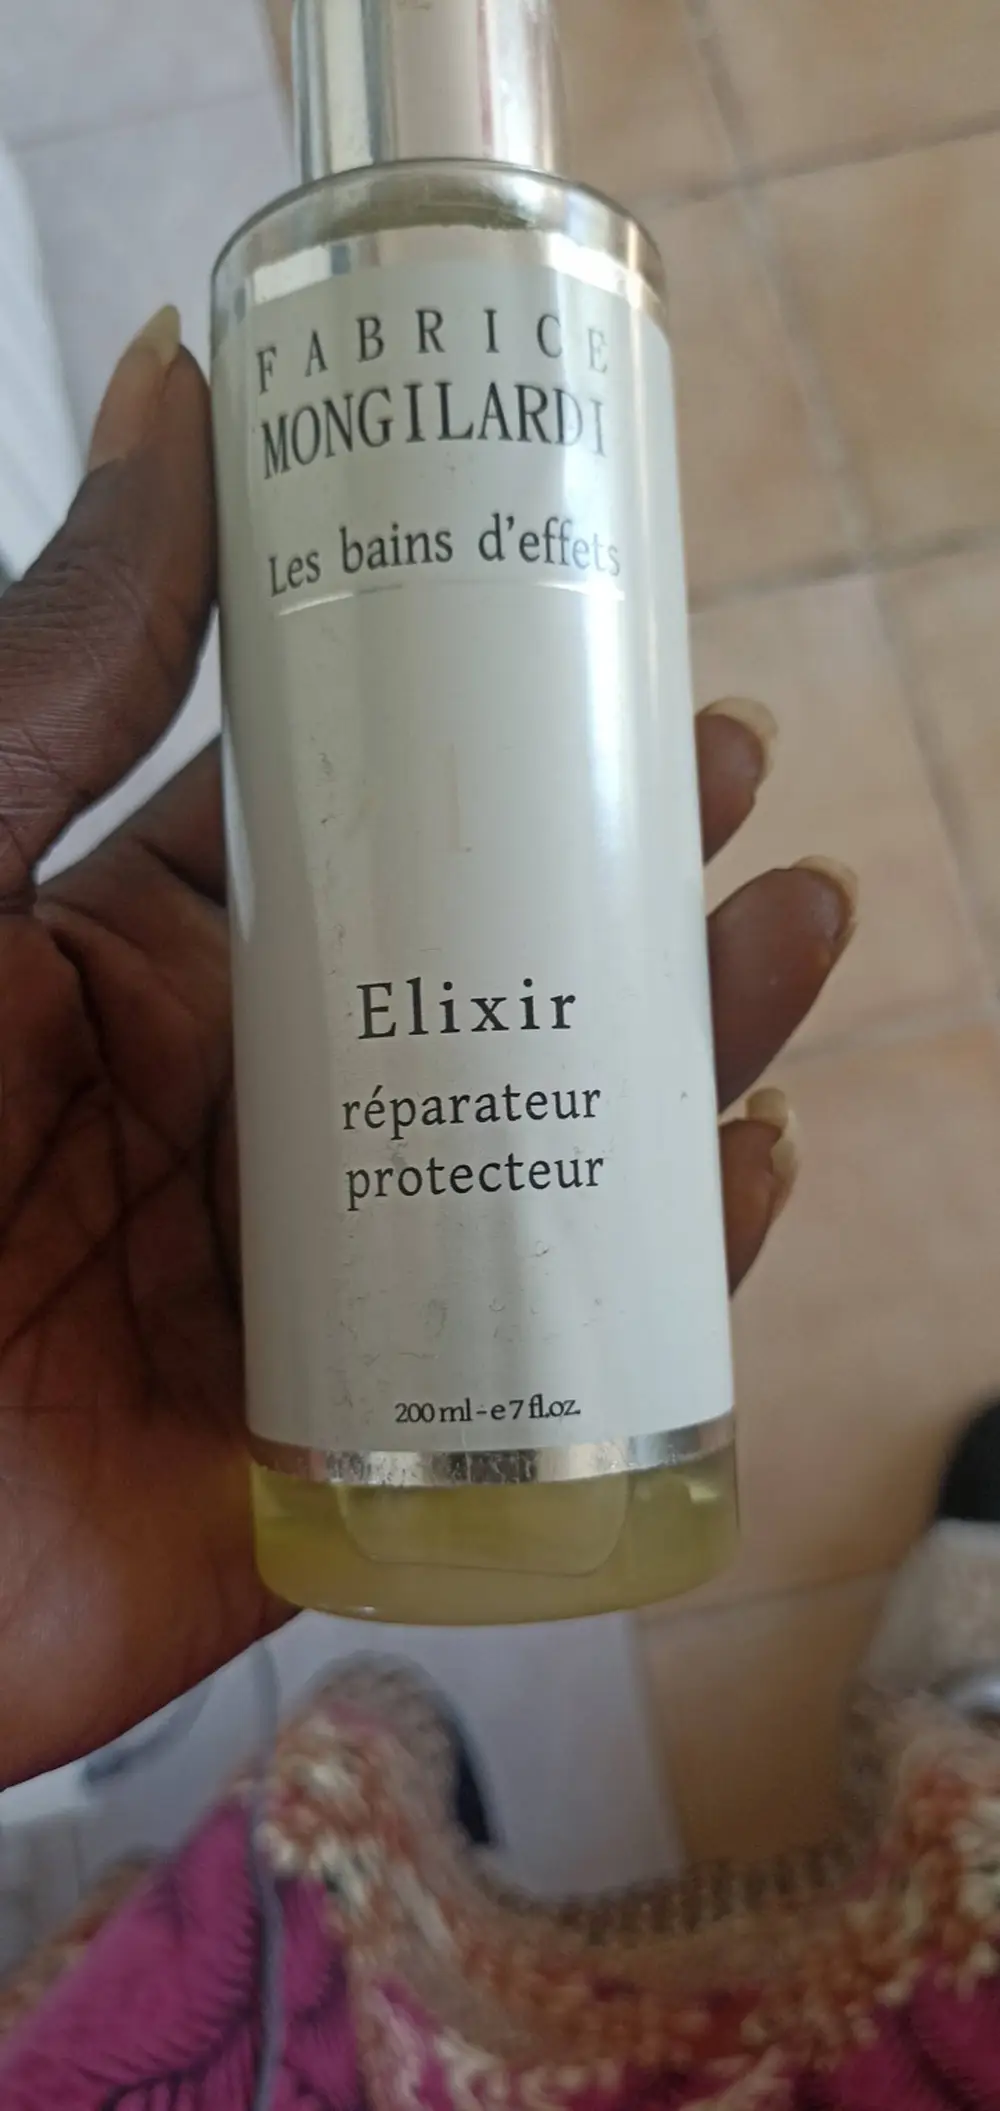 FABRICE
MONGILARDI
Les bains d'effets
Elixir
réparateur
protecteur
200 ml - e 7 fl.oz.